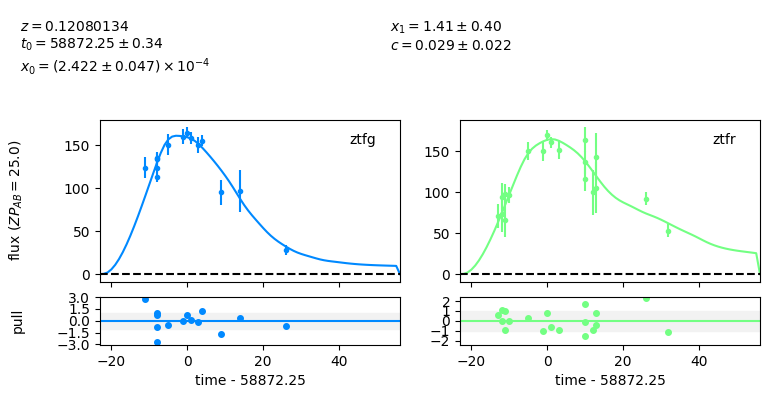 z = 0.12080134
t₀ = 58872.25 ± 0.34
x₀ = (2.422 ± 0.047) × 10⁻⁴
x₁ = 1.41 ± 0.40
c = 0.029 ± 0.022
flux (ZP_AB = 25.0)
150
100
50
0
ztfg
150
100
50
0
ztfr
pull
3.0
1.5
0.0
−1.5
−3.0
−20 0 20 40
time - 58872.25
2
1
0
−1
−2
−20 0 20 40
time - 58872.25